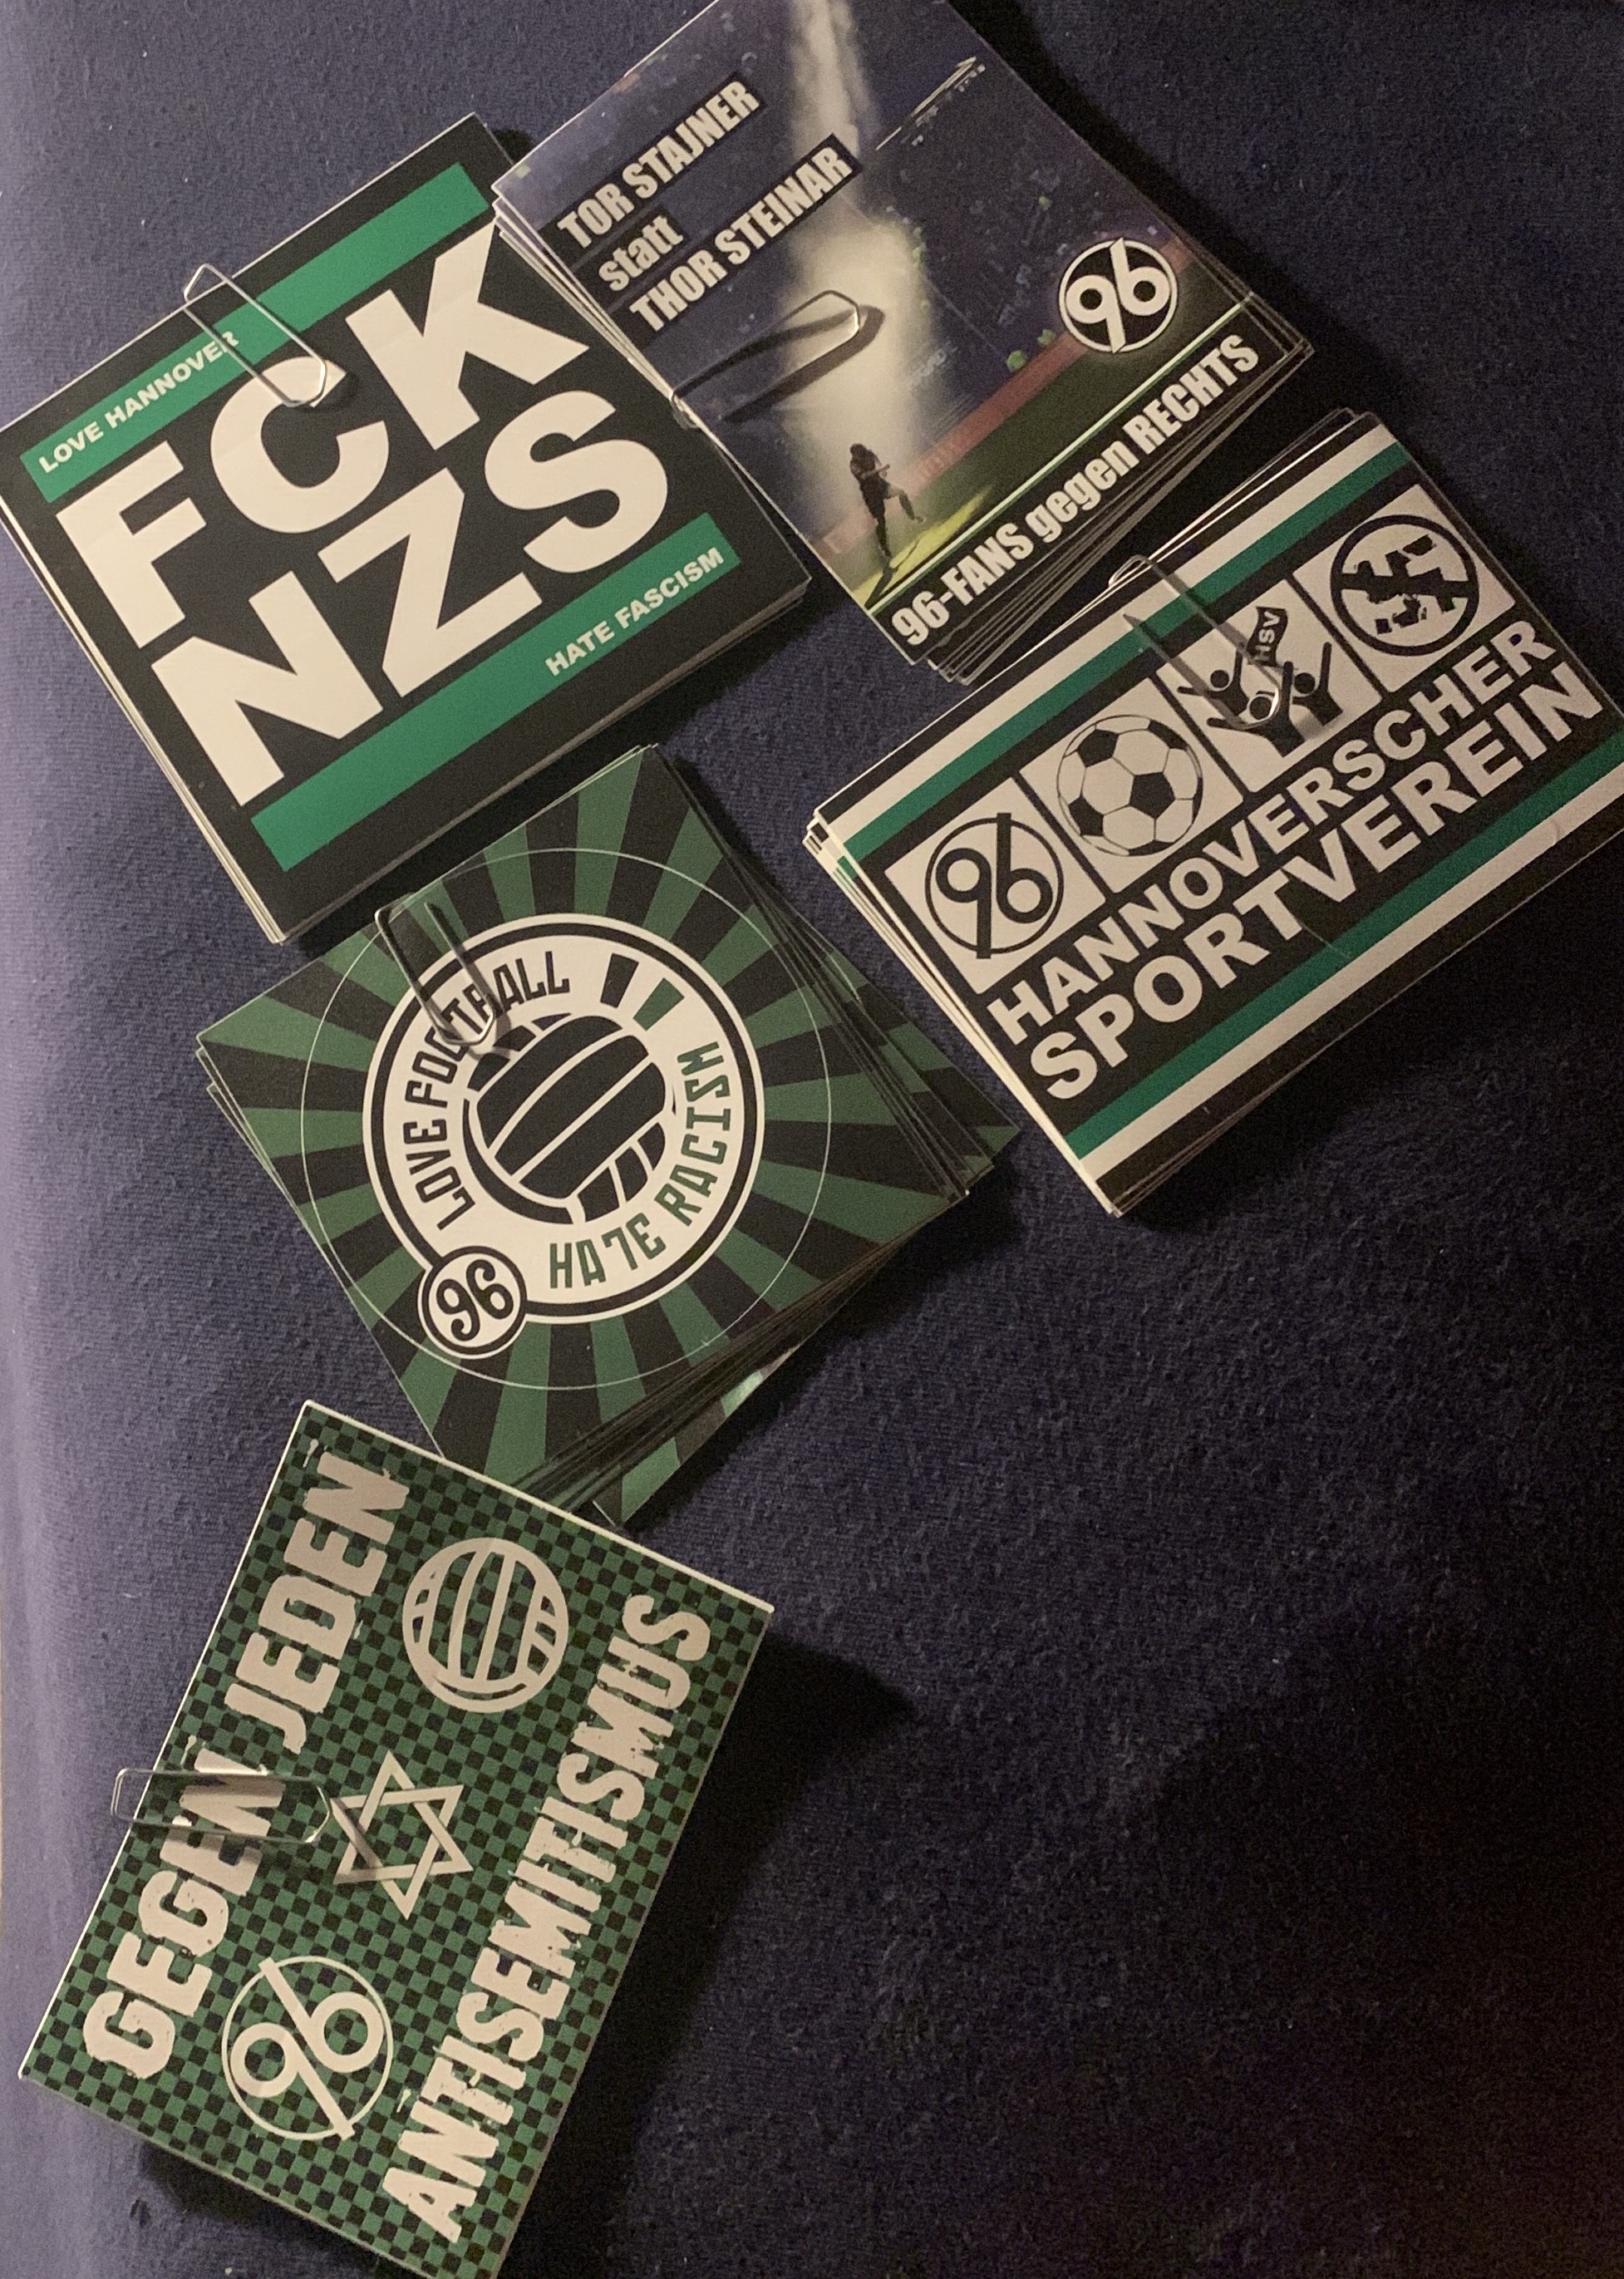 LOVE HANNOVER
FCK
NZS
HATE FASCISM
TOR STAJNER
statt
THOR STEINAR
96
96-FANS gegen RECHTS
96
HSV
HANNOVERSCHER
SPORTVEREIN
LOVE FOOTBALL
HATE RACISM
96
GEGEN JEDEN
96
ANTISEMITISMUS